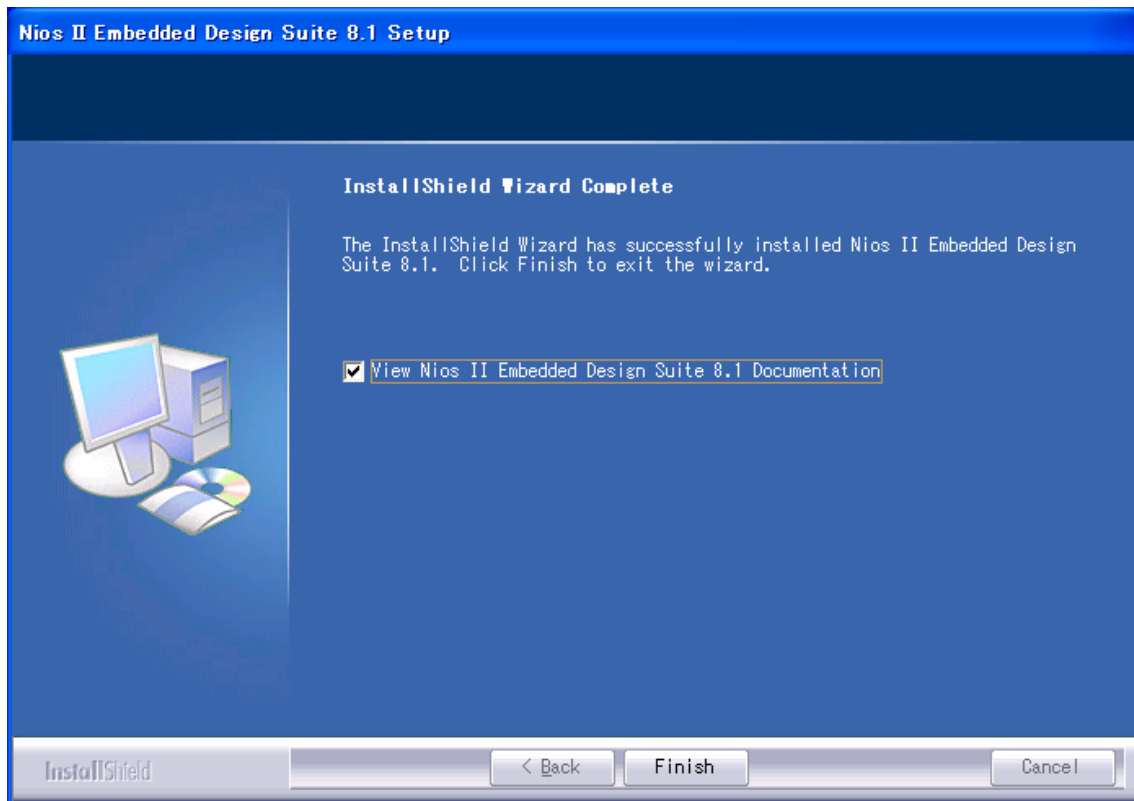 Nios II Embedded Design Suite 8.1 Setup
InstallShield Wizard Complete
The InstallShield Wizard has successfully installed Nios II Embedded Design
Suite 8.1.  Click Finish to exit the wizard.
View Nios II Embedded Design Suite 8.1 Documentation
InstallShield
< Back
Finish
Cancel